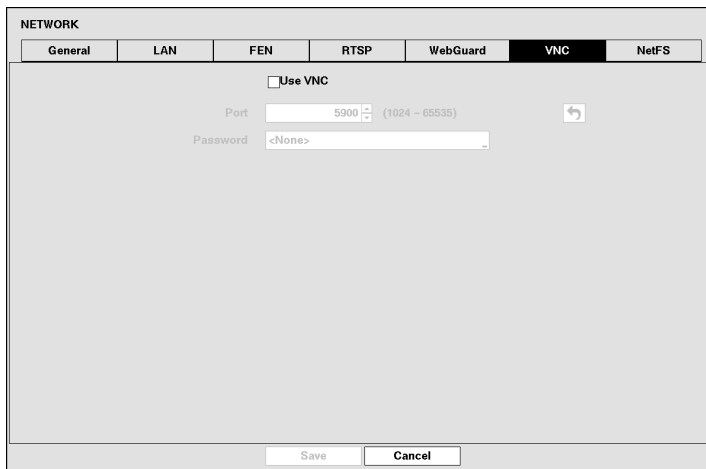 NETWORK
General LAN FEN RTSP WebGuard VNC NetFS
Use VNC
Port 5900 (1024 ~ 65535)
Password <None>
Save Cancel